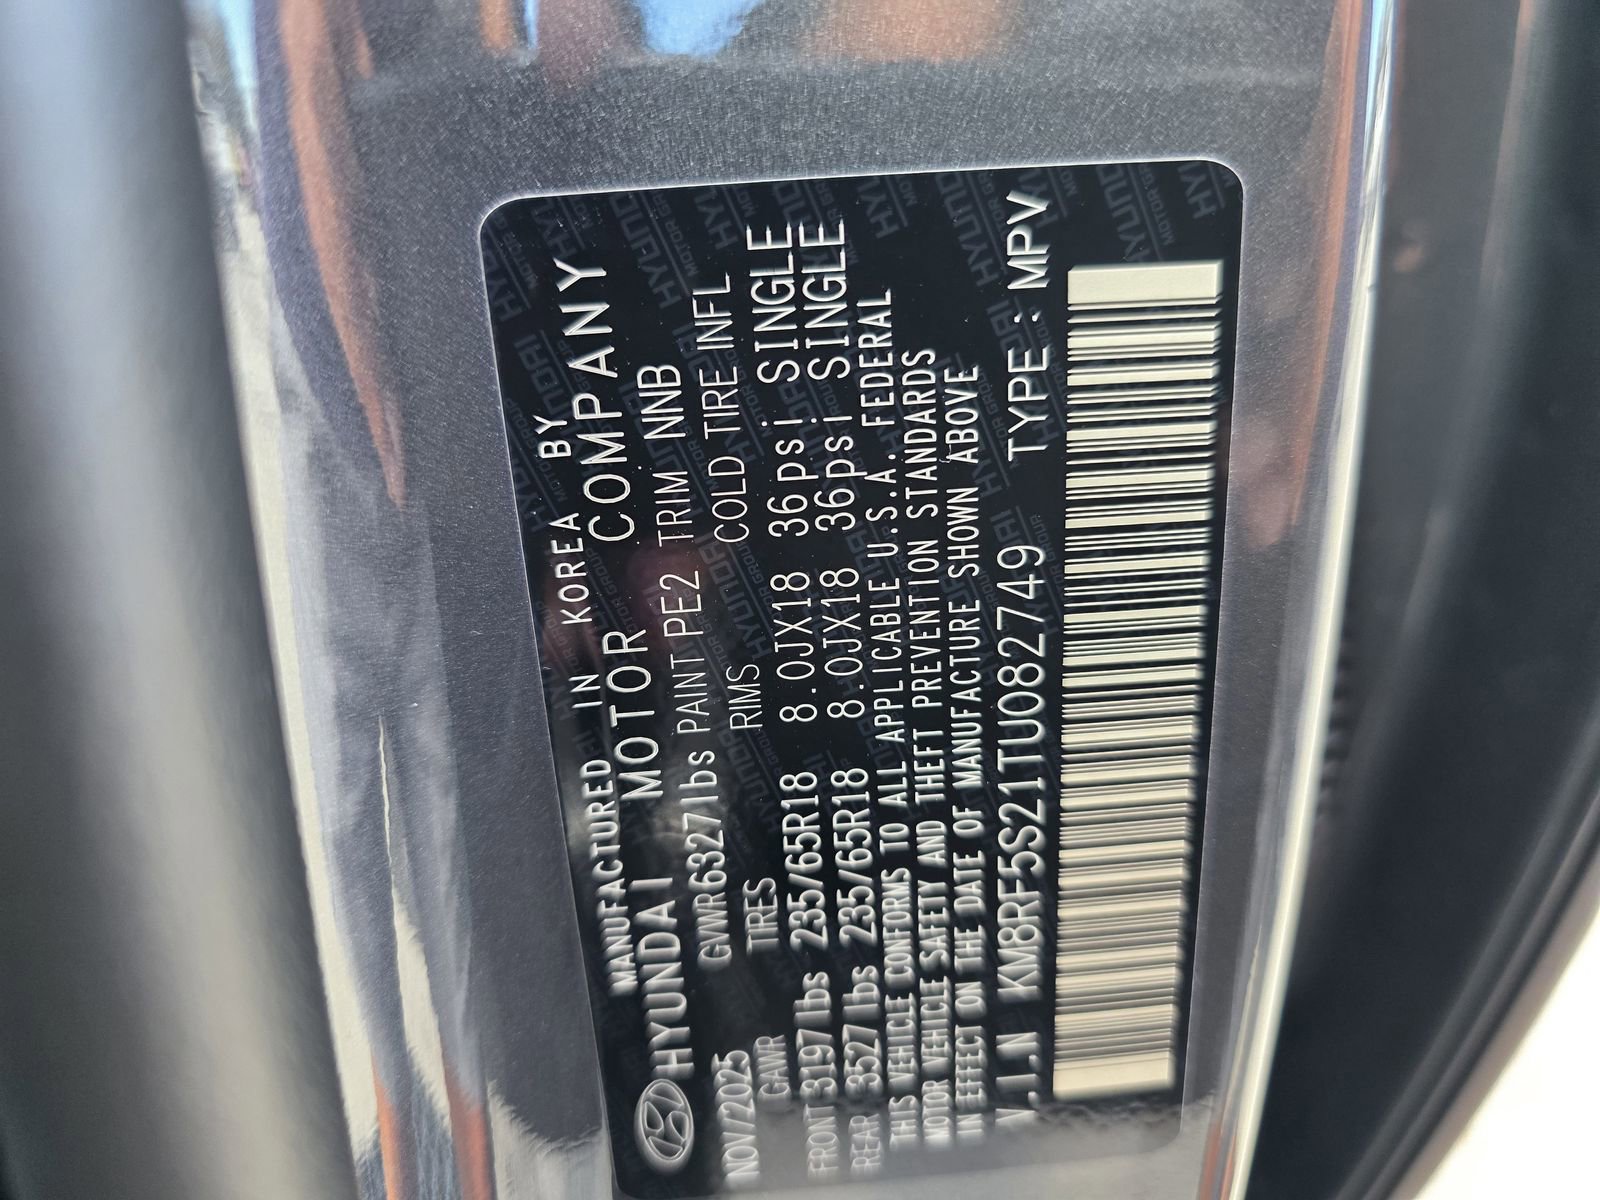 MANUFACTURED IN KOREA BY
HYUNDAI MOTOR COMPANY
NOV/2025 GVWR6327lbs PAINT PE2 TRIM NNB
GAWR TIRES RIMS COLD TIRE INFL
FRONT 3197lbs 235/65R18 8.0JX18 36psi SINGLE
REAR 3527lbs 235/65R18 8.0JX18 36psi SINGLE
THIS VEHICLE CONFORMS TO ALL APPLICABLE U.S.A. FEDERAL
MOTOR VEHICLE SAFETY AND THEFT PREVENTION STANDARDS
IN EFFECT ON THE DATE OF MANUFACTURE SHOWN ABOVE
V.I.N KM8RF5S21TU082749 TYPE : MPV